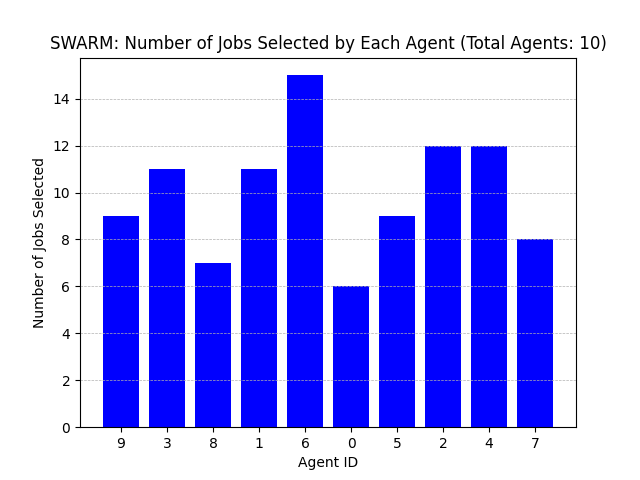 SWARM: Number of Jobs Selected by Each Agent (Total Agents: 10)
Number of Jobs Selected
14
12
10
8
6
4
2
0
9 3 8 1 6 0 5 2 4 7
Agent ID